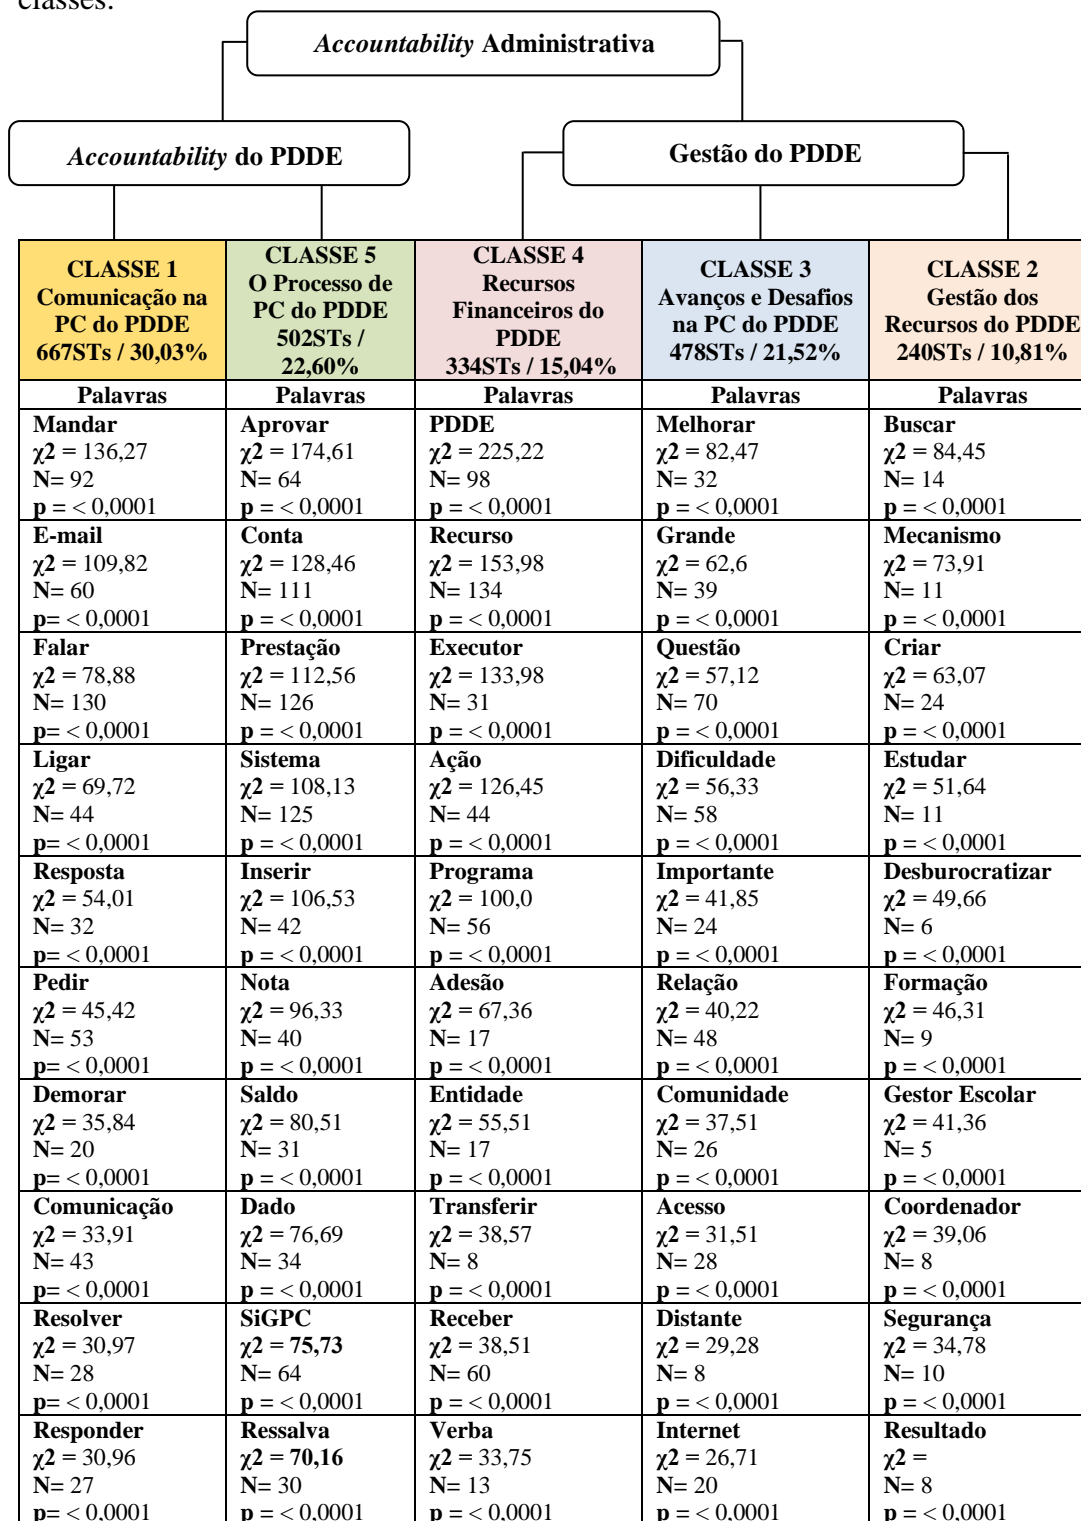 classes.
Accountability Administrativa
Accountability do PDDE
Gestão do PDDE
CLASSE 1
Comunicação na
PC do PDDE
667STs / 30,03%
CLASSE 5
O Processo de
PC do PDDE
502STs /
22,60%
CLASSE 4
Recursos
Financeiros do
PDDE
334STs / 15,04%
CLASSE 3
Avanços e Desafios
na PC do PDDE
478STs / 21,52%
CLASSE 2
Gestão dos
Recursos do PDDE
240STs / 10,81%
Palavras
Palavras
Palavras
Palavras
Palavras
Mandar
χ2 = 136,27
N= 92
p = < 0,0001
Aprovar
χ2 = 174,61
N= 64
p = < 0,0001
PDDE
χ2 = 225,22
N= 98
p = < 0,0001
Melhorar
χ2 = 82,47
N= 32
p = < 0,0001
Buscar
χ2 = 84,45
N= 14
p = < 0,0001
E-mail
χ2 = 109,82
N= 60
p= < 0,0001
Conta
χ2 = 128,46
N= 111
p = < 0,0001
Recurso
χ2 = 153,98
N= 134
p = < 0,0001
Grande
χ2 = 62,6
N= 39
p = < 0,0001
Mecanismo
χ2 = 73,91
N= 11
p = < 0,0001
Falar
χ2 = 78,88
N= 130
p= < 0,0001
Prestação
χ2 = 112,56
N= 126
p = < 0,0001
Executor
χ2 = 133,98
N= 31
p = < 0,0001
Questão
χ2 = 57,12
N= 70
p = < 0,0001
Criar
χ2 = 63,07
N= 24
p = < 0,0001
Ligar
χ2 = 69,72
N= 44
p= < 0,0001
Sistema
χ2 = 108,13
N= 125
p = < 0,0001
Ação
χ2 = 126,45
N= 44
p = < 0,0001
Dificuldade
χ2 = 56,33
N= 58
p = < 0,0001
Estudar
χ2 = 51,64
N= 11
p = < 0,0001
Resposta
χ2 = 54,01
N= 32
p= < 0,0001
Inserir
χ2 = 106,53
N= 42
p = < 0,0001
Programa
χ2 = 100,0
N= 56
p = < 0,0001
Importante
χ2 = 41,85
N= 24
p = < 0,0001
Desburocratizar
χ2 = 49,66
N= 6
p = < 0,0001
Pedir
χ2 = 45,42
N= 53
p= < 0,0001
Nota
χ2 = 96,33
N= 40
p = < 0,0001
Adesão
χ2 = 67,36
N= 17
p = < 0,0001
Relação
χ2 = 40,22
N= 48
p = < 0,0001
Formação
χ2 = 46,31
N= 9
p = < 0,0001
Demorar
χ2 = 35,84
N= 20
p= < 0,0001
Saldo
χ2 = 80,51
N= 31
p = < 0,0001
Entidade
χ2 = 55,51
N= 17
p = < 0,0001
Comunidade
χ2 = 37,51
N= 26
p = < 0,0001
Gestor Escolar
χ2 = 41,36
N= 5
p = < 0,0001
Comunicação
χ2 = 33,91
N= 43
p= < 0,0001
Dado
χ2 = 76,69
N= 34
p = < 0,0001
Transferir
χ2 = 38,57
N= 8
p = < 0,0001
Acesso
χ2 = 31,51
N= 28
p = < 0,0001
Coordenador
χ2 = 39,06
N= 8
p = < 0,0001
Resolver
χ2 = 30,97
N= 28
p= < 0,0001
SiGPC
χ2 = 75,73
N= 64
p = < 0,0001
Receber
χ2 = 38,51
N= 60
p = < 0,0001
Distante
χ2 = 29,28
N= 8
p = < 0,0001
Segurança
χ2 = 34,78
N= 10
p = < 0,0001
Responder
χ2 = 30,96
N= 27
p= < 0,0001
Ressalva
χ2 = 70,16
N= 30
p = < 0,0001
Verba
χ2 = 33,75
N= 13
p = < 0,0001
Internet
χ2 = 26,71
N= 20
p = < 0,0001
Resultado
χ2 =
N= 8
p = < 0,0001